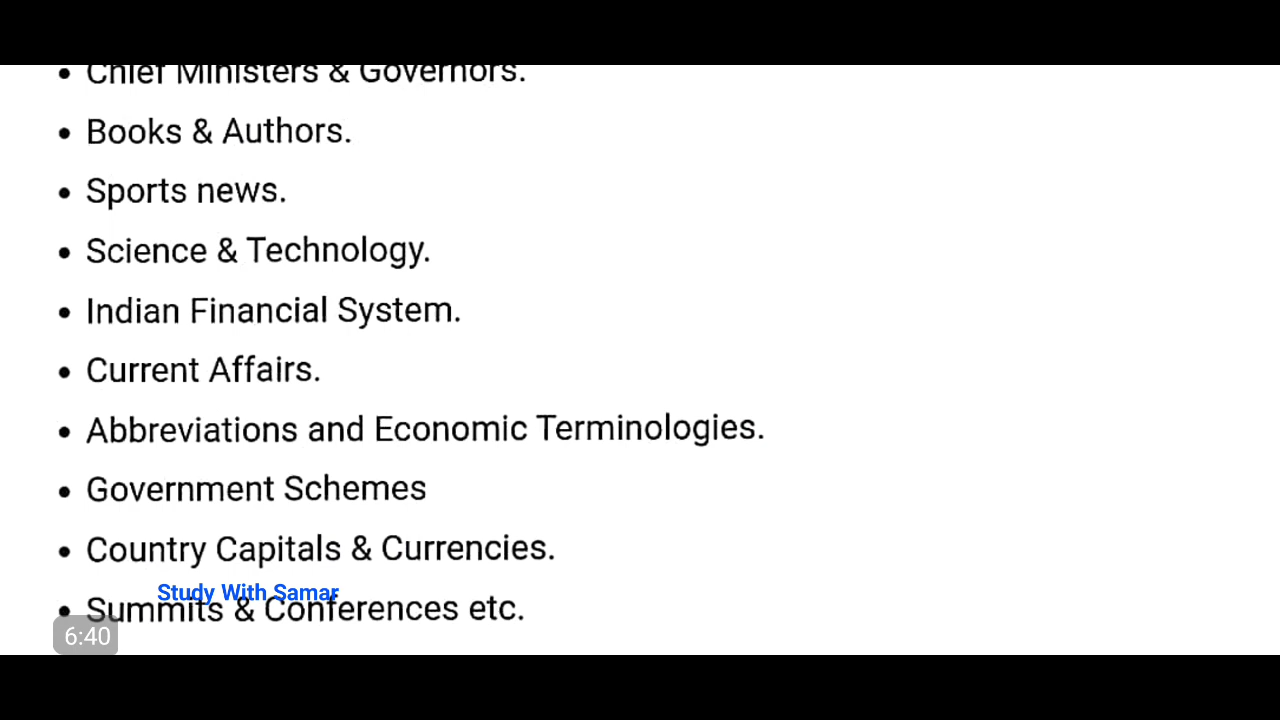 • Chief Ministers & Governors.
• Books & Authors.
• Sports news.
• Science & Technology.
• Indian Financial System.
• Current Affairs.
• Abbreviations and Economic Terminologies.
• Government Schemes
• Country Capitals & Currencies.
Study With Samar
• Summits & Conferences etc.
6:40